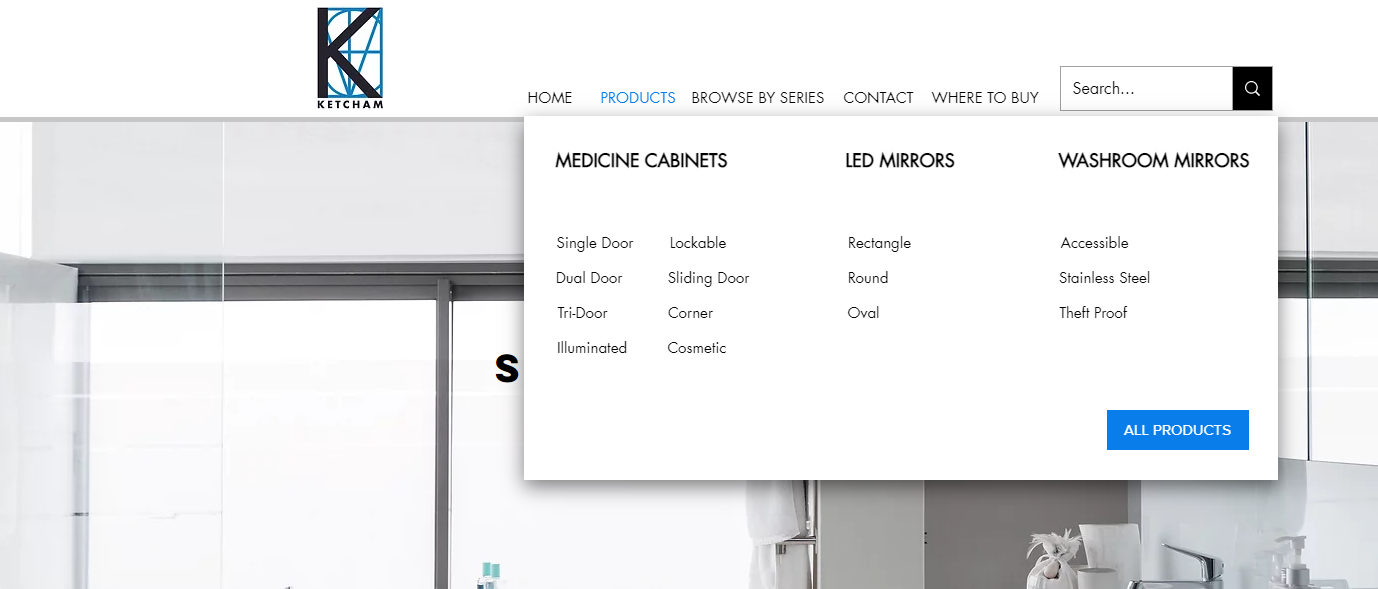 KETCHAM
HOME PRODUCTS BROWSE BY SERIES CONTACT WHERE TO BUY
Search...
MEDICINE CABINETS LED MIRRORS WASHROOM MIRRORS
Single Door Lockable Rectangle Accessible
Dual Door Sliding Door Round Stainless Steel
Tri-Door Corner Oval Theft Proof
Illuminated Cosmetic
S
ALL PRODUCTS